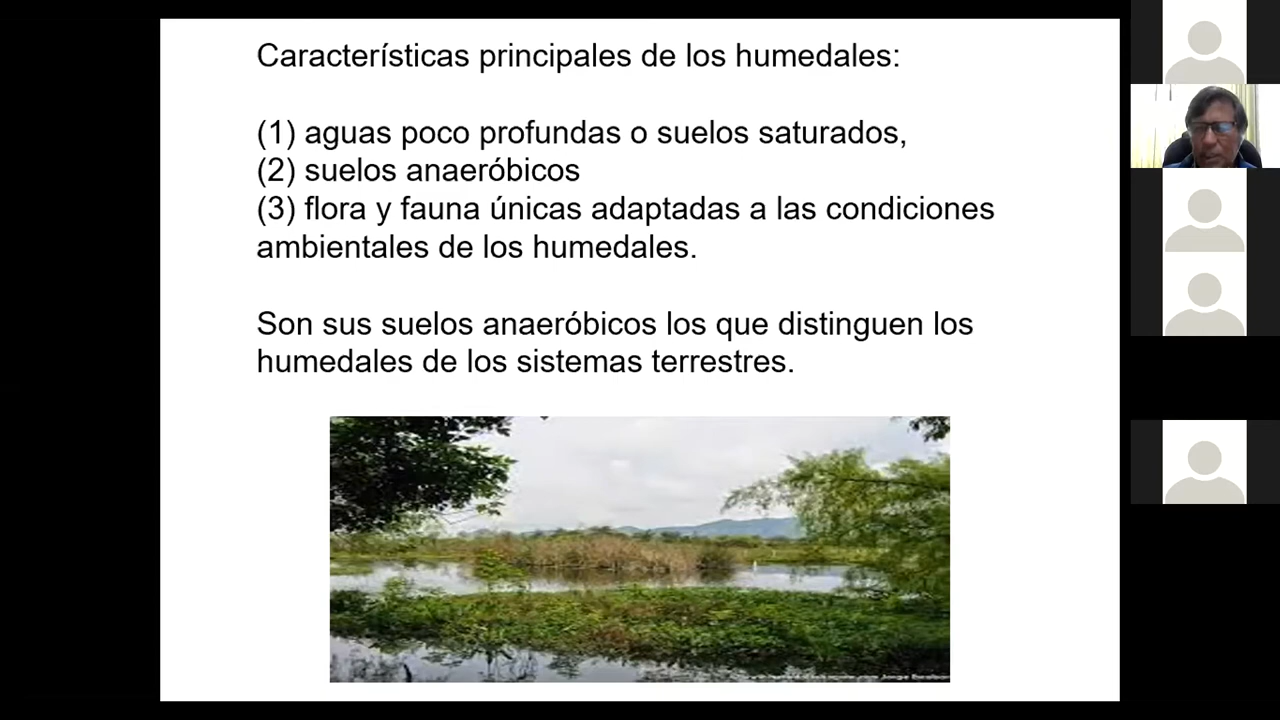 Características principales de los humedales:
(1) aguas poco profundas o suelos saturados,
(2) suelos anaeróbicos
(3) flora y fauna únicas adaptadas a las condiciones
ambientales de los humedales.
Son sus suelos anaeróbicos los que distinguen los
humedales de los sistemas terrestres.